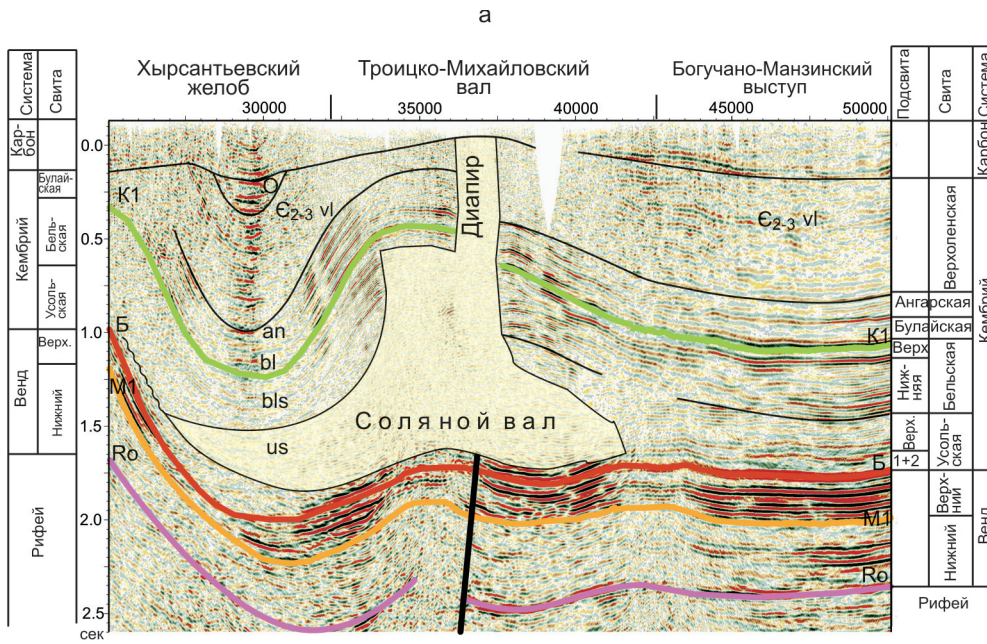 а
Система
Свита
Хырсантьевский
желоб
Троицко-Михайловский
вал
Богучано-Манзинский
выступ
Подсвита
Свита
Система
30000
35000
40000
45000
50000
Кар-
бон
Кембрий
Венд
Рифей
Булай-
ская
Бель-
ская
Усоль-
ская
Верх.
Нижний
0.0
0.5
1.0
1.5
2.0
2.5
сек
К1
Б
М1
Ro
O
Є2-3 vl
an
bl
bls
us
Диапир
Соляной вал
Є2-3 vl
К1
Б
М1
Ro
Верх
Ниж-
няя
Верх.
1+2
Верхоленская
Ангарская
Булайская
Бельская
Усоль-
ская
Верх-
ний
Нижний
Карбон
Кембрий
Венд
Рифей